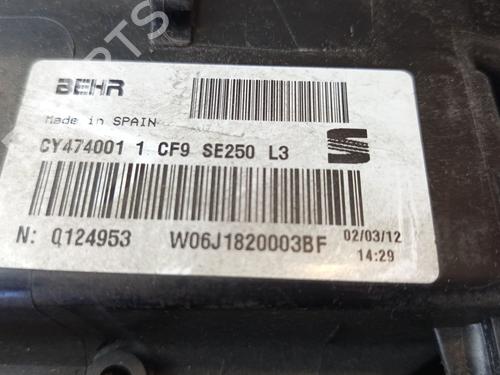 BEHR
Made in SPAIN
CY474001 1 CF9 SE250 L3
N: Q124953 W06J1820003BF 02/03/12
14:29